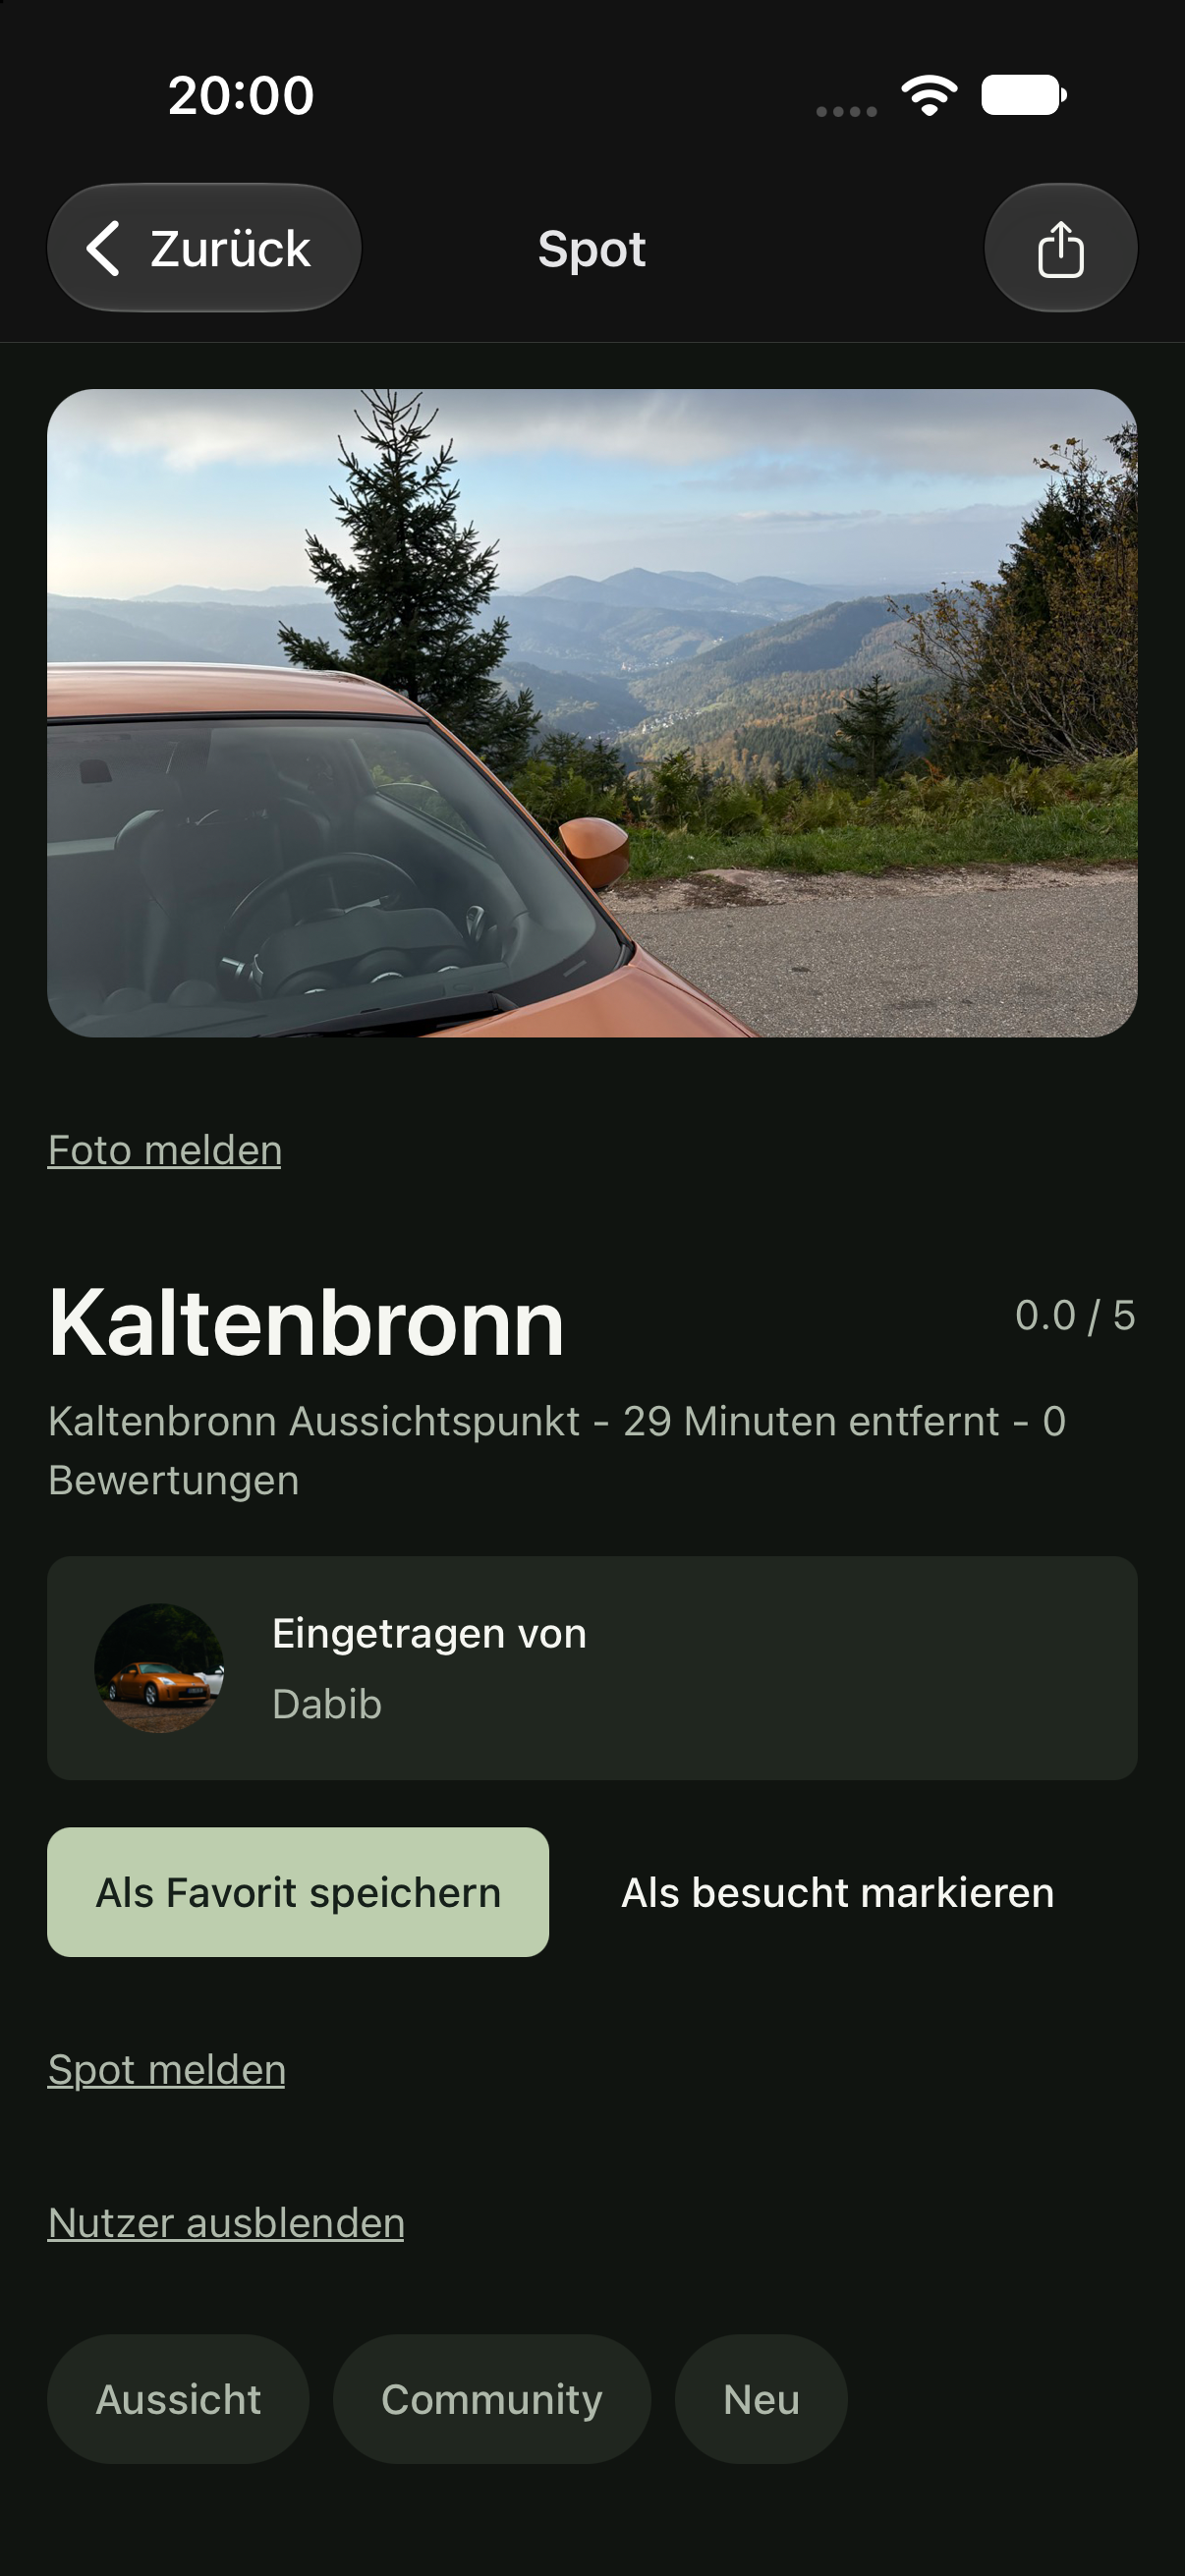 20:00
Zurück
Spot
Foto melden
Kaltenbronn
0.0 / 5
Kaltenbronn Aussichtspunkt - 29 Minuten entfernt - 0
Bewertungen
Eingetragen von
Dabib
Als Favorit speichern
Als besucht markieren
Spot melden
Nutzer ausblenden
Aussicht
Community
Neu